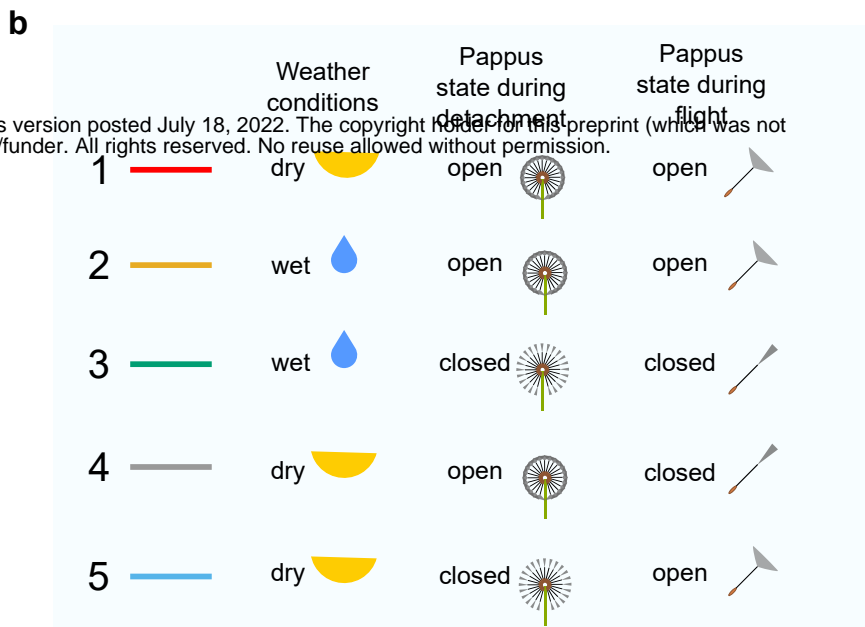 b
Weather
conditions
Pappus
state during
detachment
Pappus
state during
flight
s version posted July 18, 2022. The copyright holder for this preprint (which was not
/funder. All rights reserved. No reuse allowed without permission.
1 dry open open
2 wet open open
3 wet closed closed
4 dry open closed
5 dry closed open